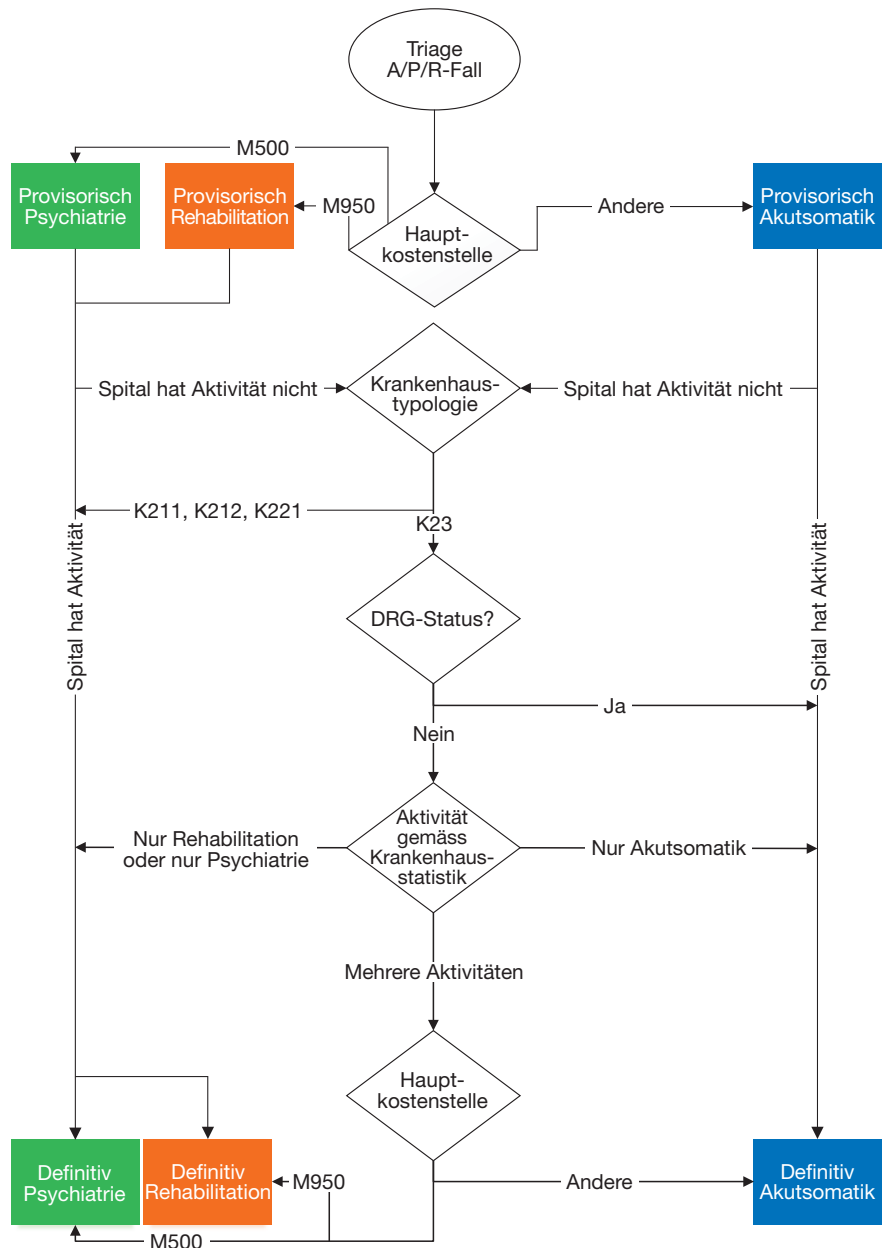 Triage
A/P/R-Fall
M500
Provisorisch
Psychiatrie
Provisorisch
Rehabilitation
M950
Haupt-
kostenstelle
Andere
Provisorisch
Akutsomatik
Spital hat Aktivität nicht
Krankenhaus-
typologie
Spital hat Aktivität nicht
K211, K212, K221
K23
Spital hat Aktivität
Spital hat Aktivität
DRG-Status?
Ja
Nein
Nur Rehabilitation
oder nur Psychiatrie
Aktivität
gemäss
Krankenhaus-
statistik
Nur Akutsomatik
Mehrere Aktivitäten
Haupt-
kostenstelle
Definitiv
Psychiatrie
Definitiv
Rehabilitation
M950
Andere
Definitiv
Akutsomatik
M500